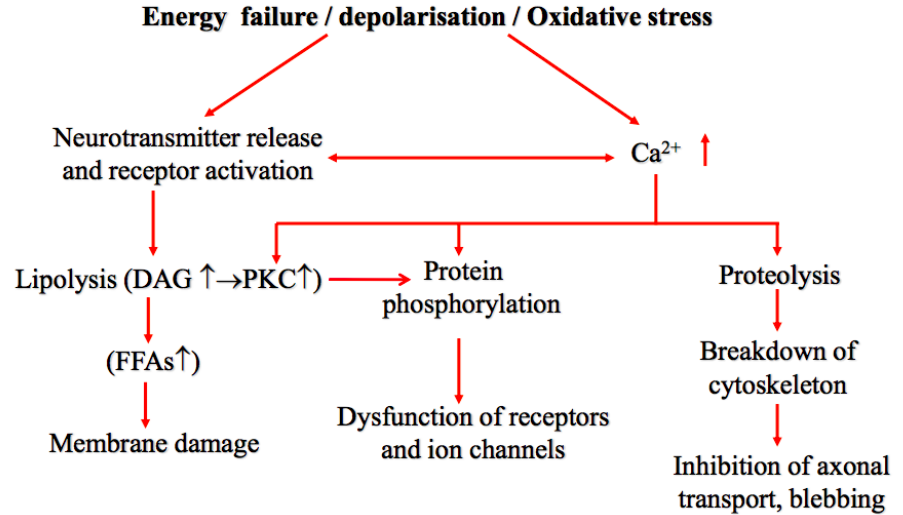 Energy failure / depolarisation / Oxidative stress
Neurotransmitter release
and receptor activation
Ca²⁺ ↑
Lipolysis (DAG ↑→PKC↑)
Protein
phosphorylation
Proteolysis
(FFAs↑)
Breakdown of
cytoskeleton
Membrane damage
Dysfunction of receptors
and ion channels
Inhibition of axonal
transport, blebbing